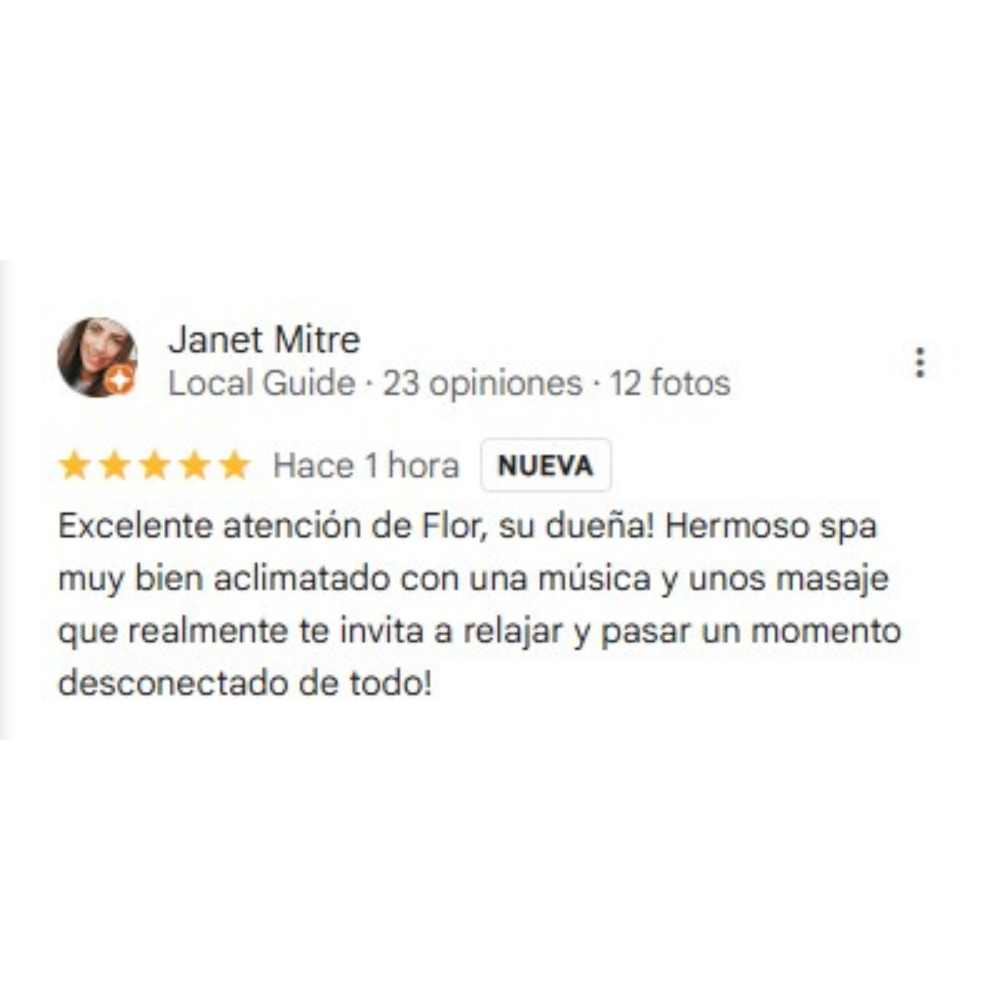 Janet Mitre
Local Guide · 23 opiniones · 12 fotos
Hace 1 hora NUEVA
Excelente atención de Flor, su dueña! Hermoso spa
muy bien aclimatado con una música y unos masaje
que realmente te invita a relajar y pasar un momento
desconectado de todo!